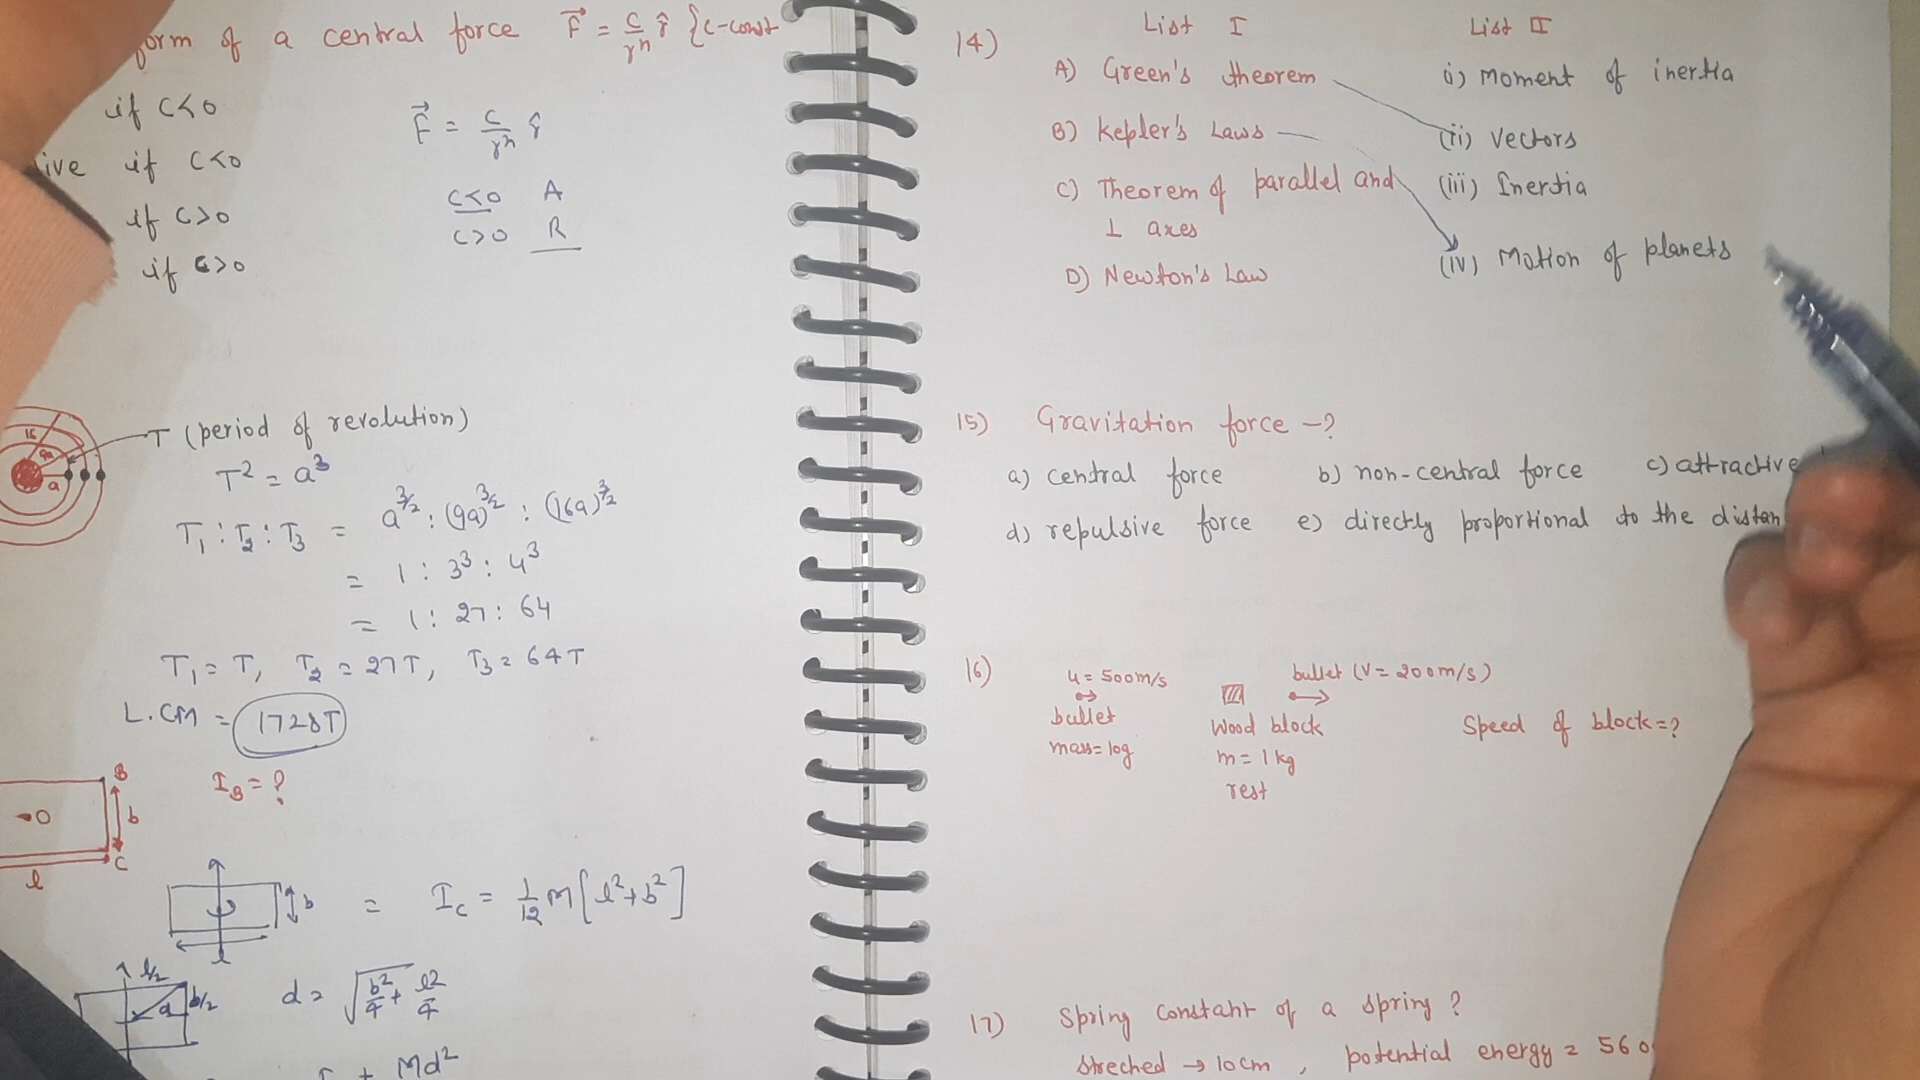 form of a central force F = c/rⁿ r̂ {c-const
if c<0
F = c/rⁿ r̂
ive if c<0
c<0 A
if c>0
c>0 R
if c>0
T (period of revolution)
16
9a
a
T² = a³
T₁ : T₂ : T₃ = a^3/2 : (9a)^3/2 : (16a)^3/2
= 1 : 3³ : 4³
= 1 : 27 : 64
T₁ = T, T₂ = 27T, T₃ = 64T
L.CM = 1728T
B
I_B = ?
O b
C
l
b = I_C = 1/12 M [l² + b²]
l
l/2
d b/2
d = √(b²/4 + l²/4)
+ Md²
14) List I List II
A) Green's theorem (i) Moment of inertia
B) Kepler's Laws (ii) Vectors
C) Theorem of parallel and (iii) Inertia
⊥ axes
D) Newton's Law (iv) Motion of planets
15) Gravitation force -?
a) central force b) non-central force c) attractive
d) repulsive force e) directly proportional to the distan
16) u = 500m/s bullet (V = 200m/s)
bullet Wood block Speed of block = ?
mass = 10g m = 1kg
rest
17) Spring constant of a spring ?
Streched → 10cm , potential energy = 560